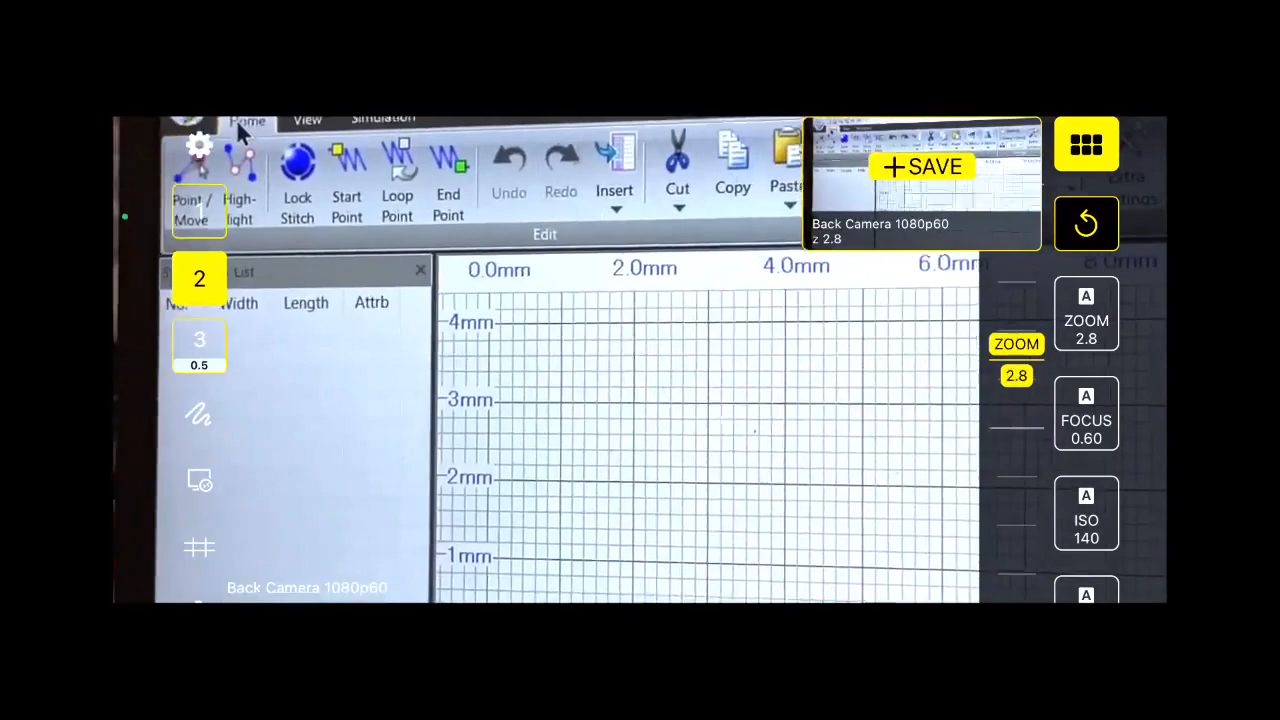 Home View Simulation
Point / Move
High-light
Lock Stitch
Start Point
Loop Point
End Point
Undo
Redo
Insert
Cut
Copy
Paste
Edit
+SAVE
Back Camera 1080p60
z 2.8
List
Width Length Attrb
0.0mm 2.0mm 4.0mm 6.0mm 8.0mm
4mm
3mm
2mm
1mm
1
2
3
0.5
Back Camera 1080p60
ZOOM
2.8
A
ZOOM
2.8
A
FOCUS
0.60
A
ISO
140
A